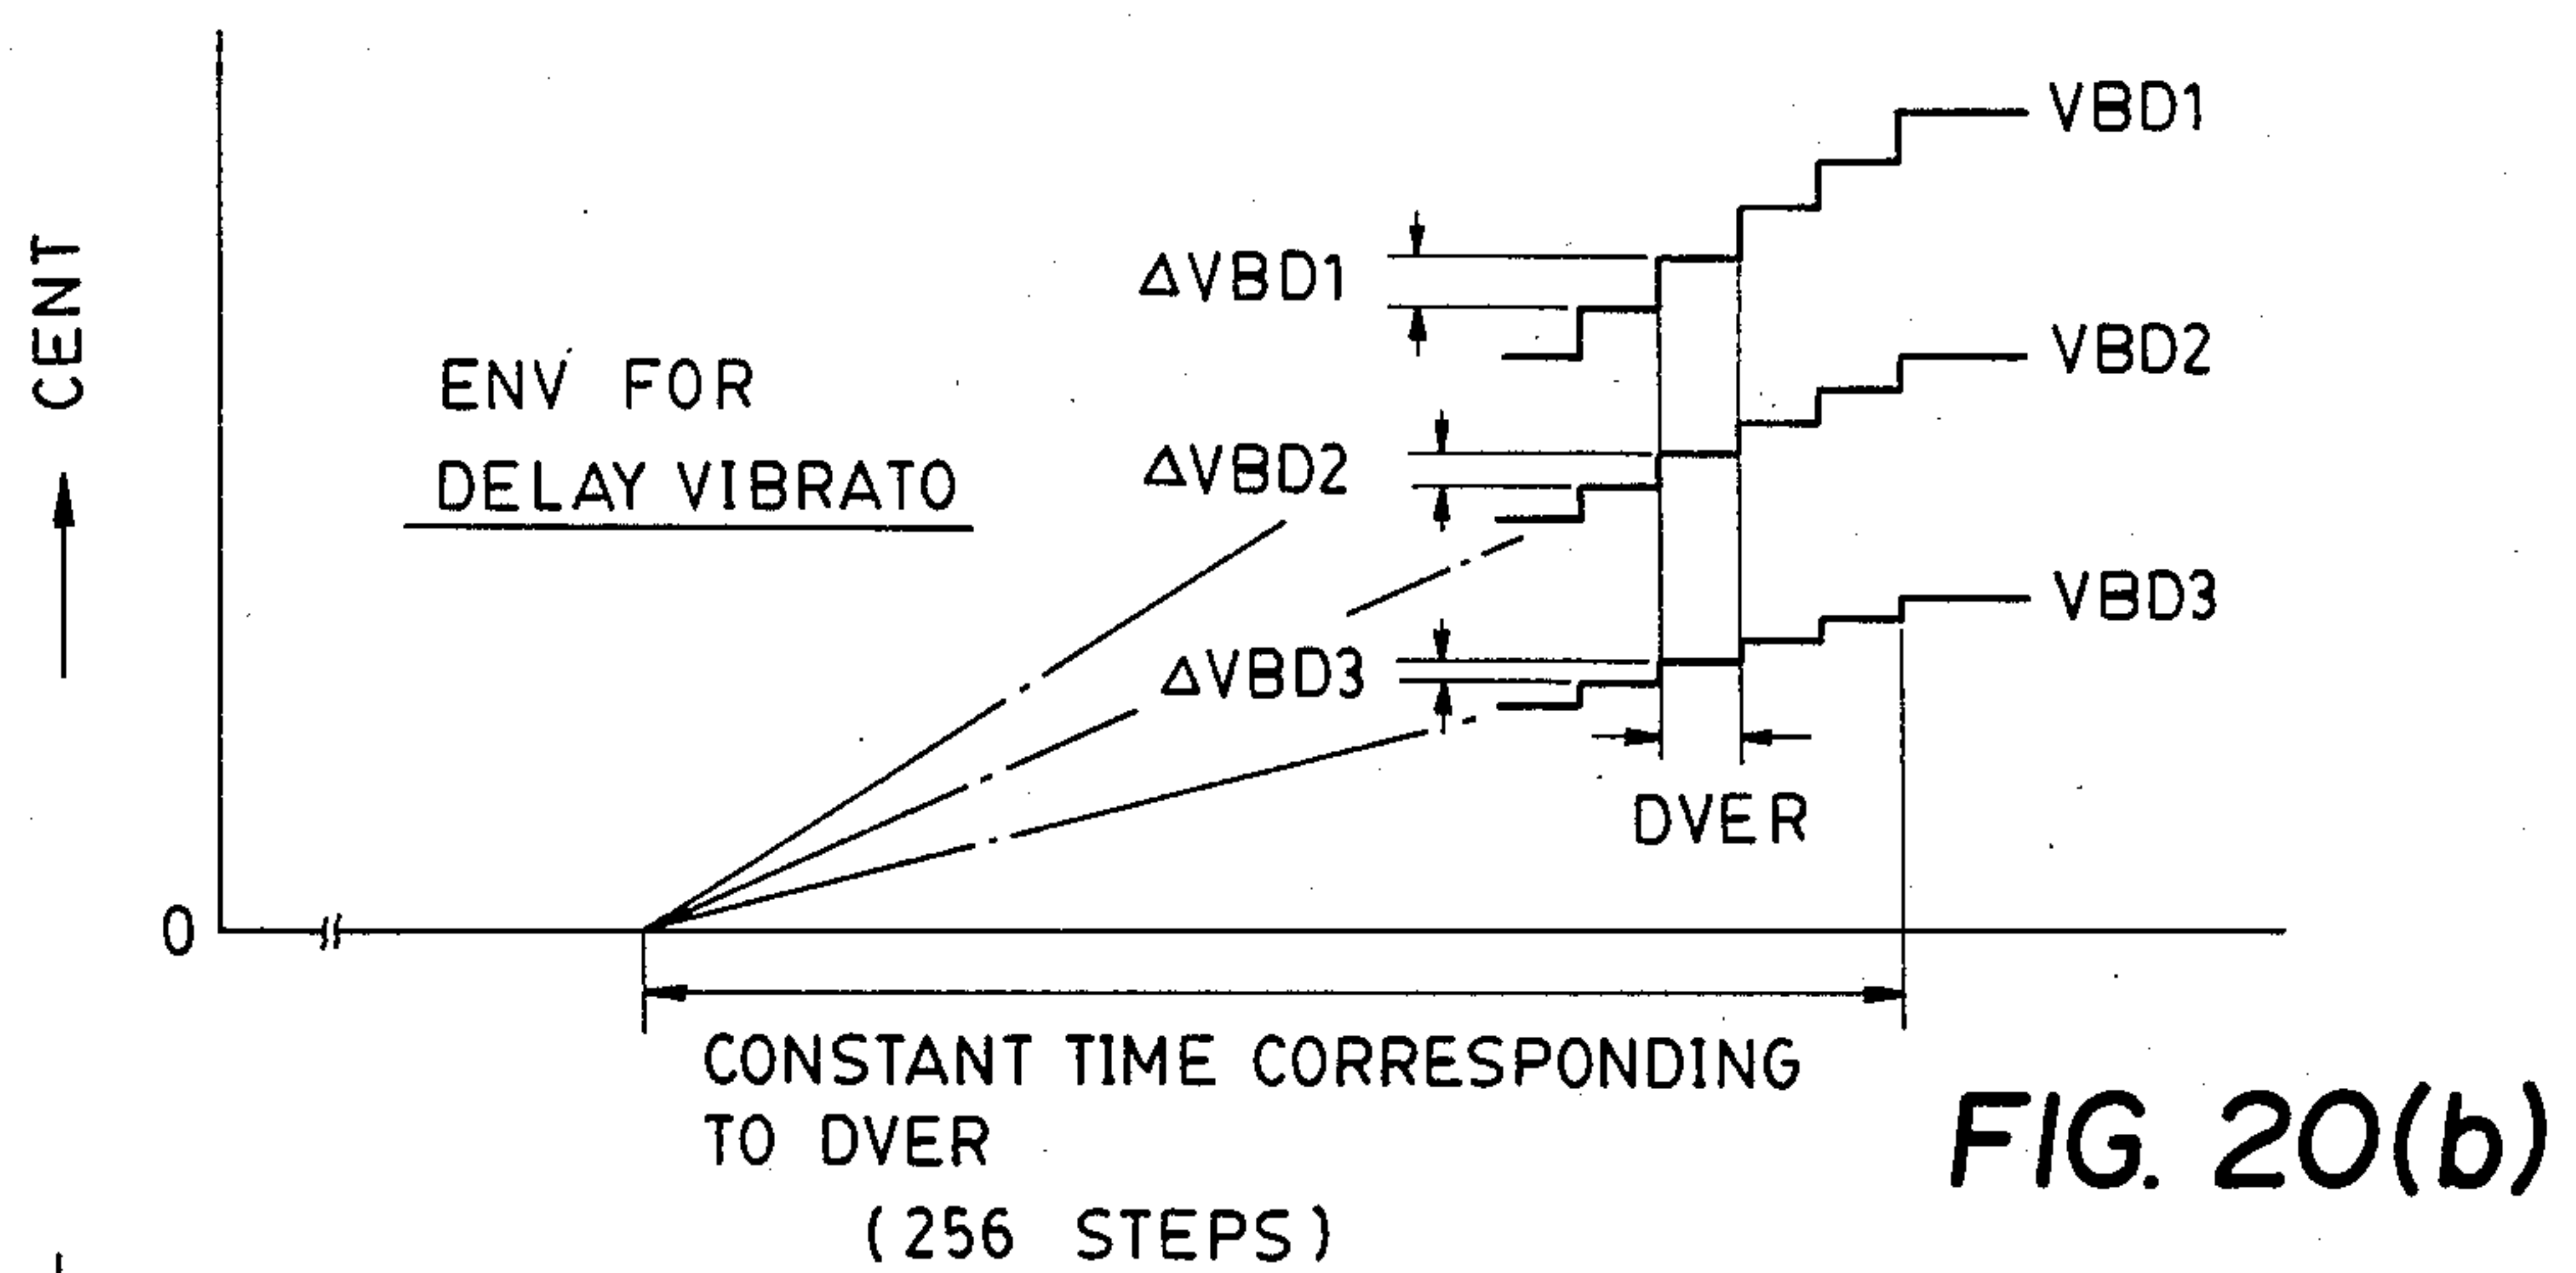 CENT
ENV FOR
DELAY VIBRATO
ΔVBD1
ΔVBD2
ΔVBD3
VBD1
VBD2
VBD3
DVER
0
CONSTANT TIME CORRESPONDING
TO DVER
(256 STEPS)
FIG. 20(b)